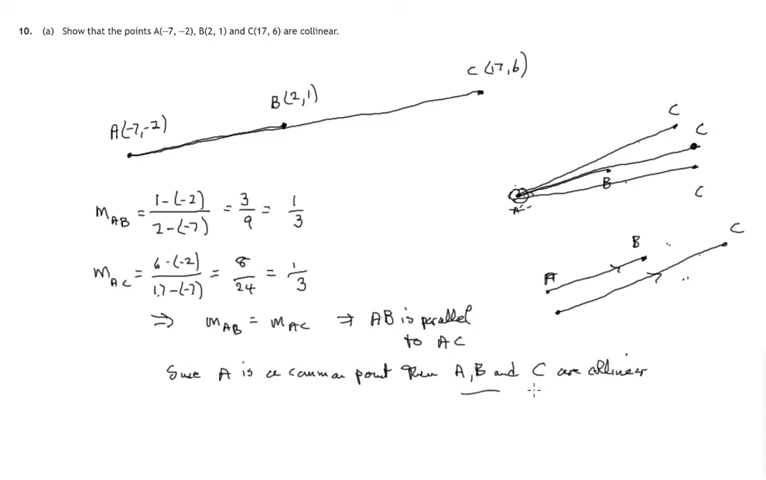 10. (a) Show that the points A(−7, −2), B(2, 1) and C(17, 6) are collinear.
C (17, 6)
B(2, 1)
A(-7, -2)
C
C
B
A
C
m_AB = 1-(-2) / 2-(-7) = 3/9 = 1/3
B
C
A
m_AC = 6-(-2) / 17-(-7) = 8/24 = 1/3
⇒ m_AB = m_AC ⇒ AB is parallel
to AC
Since A is a common point then A, B and C are collinear